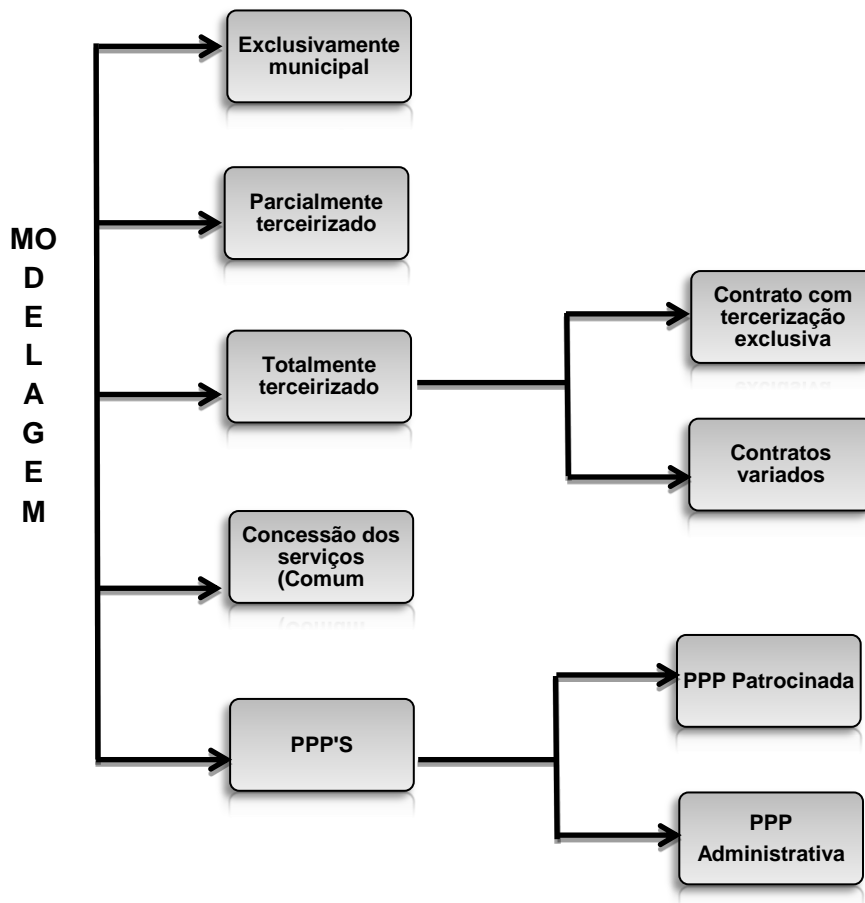 MO
D
E
L
A
G
E
M
Exclusivamente
municipal
Parcialmente
terceirizado
Totalmente
terceirizado
Contrato com
tercerização
exclusiva
Contratos
variados
Concessão dos
serviços
(Comum
PPP'S
PPP Patrocinada
PPP
Administrativa